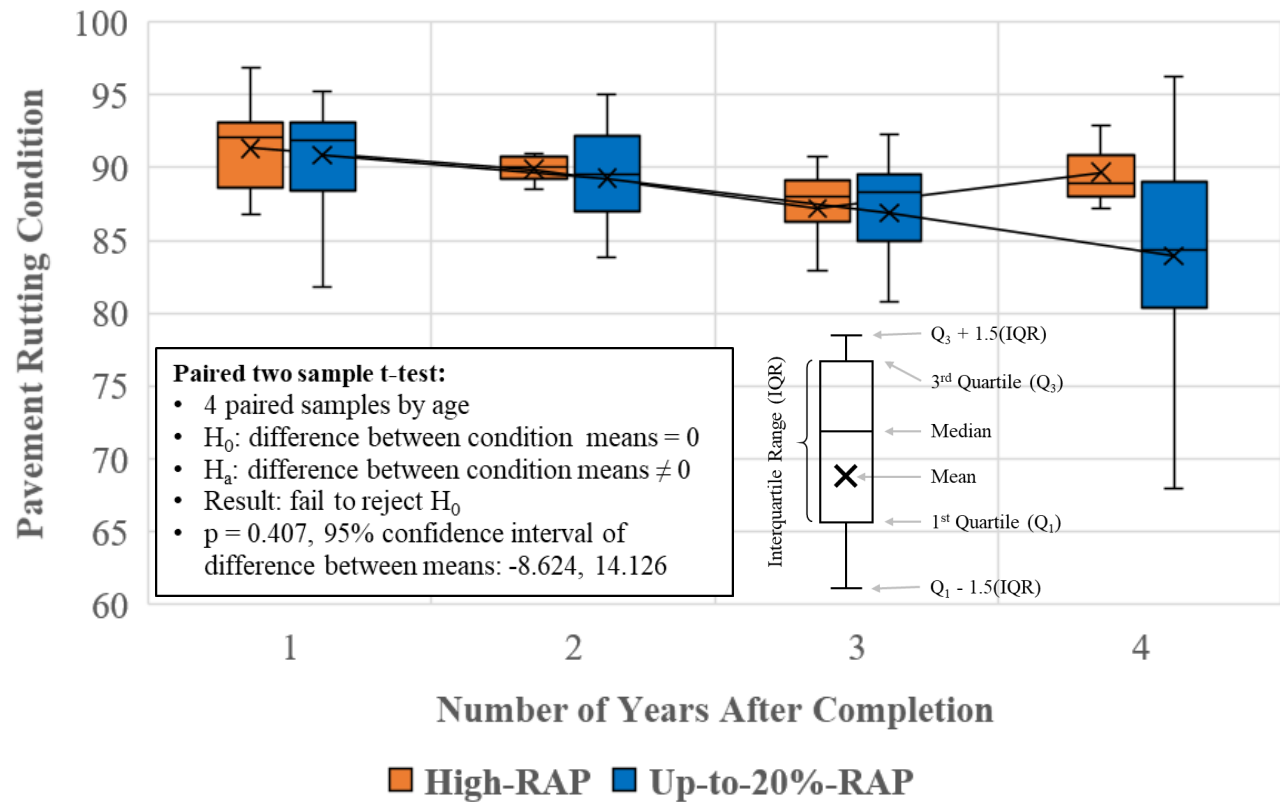 100
95
90
85
80
75
70
65
60
Pavement Rutting Condition
Paired two sample t-test:
• 4 paired samples by age
• H₀: difference between condition means = 0
• Hₐ: difference between condition means ≠ 0
• Result: fail to reject H₀
• p = 0.407, 95% confidence interval of
difference between means: -8.624, 14.126
Interquartile Range (IQR)
Q₃ + 1.5(IQR)
3rd Quartile (Q₃)
Median
Mean
1st Quartile (Q₁)
Q₁ - 1.5(IQR)
1 2 3 4
Number of Years After Completion
High-RAP Up-to-20%-RAP